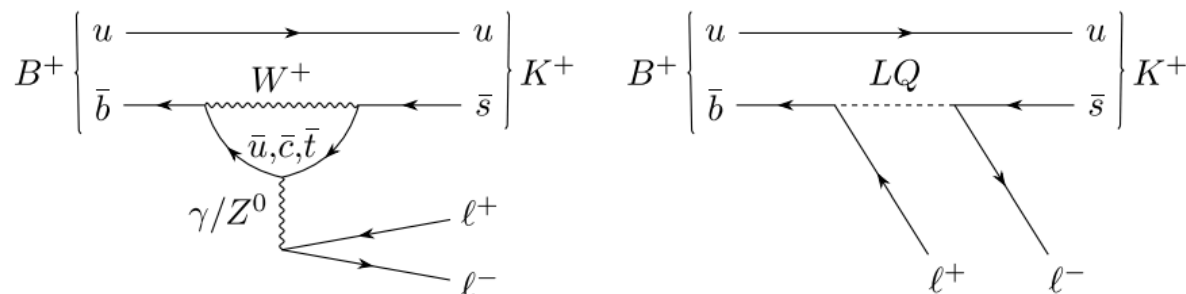 u u u u
B⁺ W⁺ K⁺ B⁺ LQ K⁺
b̄ s̄ b̄ s̄
ū,c̄,t̄
γ/Z⁰
ℓ⁺
ℓ⁻ ℓ⁺ ℓ⁻